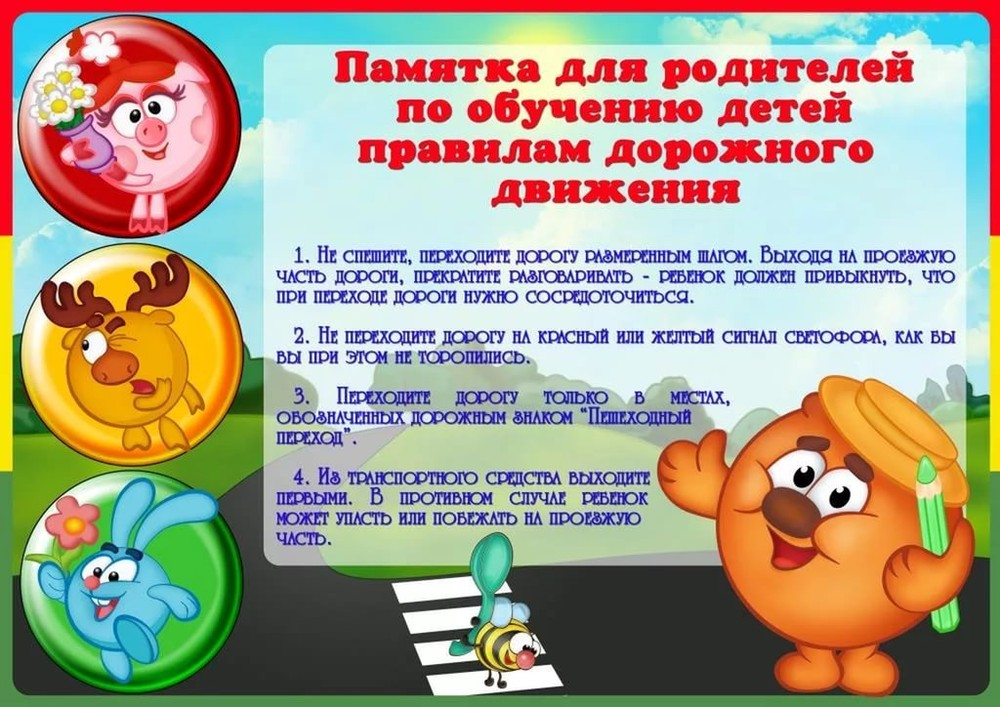 Памятка для родителей
по обучению детей
правилам дорожного
движения
1. Не спешите, переходите дорогу размеренным шагом. Выходя на проезжую
часть дороги, прекратите разговаривать - ребенок должен привыкнуть, что
при переходе дороги нужно сосредоточиться.
2. Не переходите дорогу на красный или желтый сигнал светофора, как бы
вы при этом не торопились.
3. Переходите дорогу только в местах,
обозначенных дорожным знаком “Пешеходный
переход”.
4. Из транспортного средства выходите
первыми. В противном случае ребенок
может упасть или побежать на проезжую
часть.